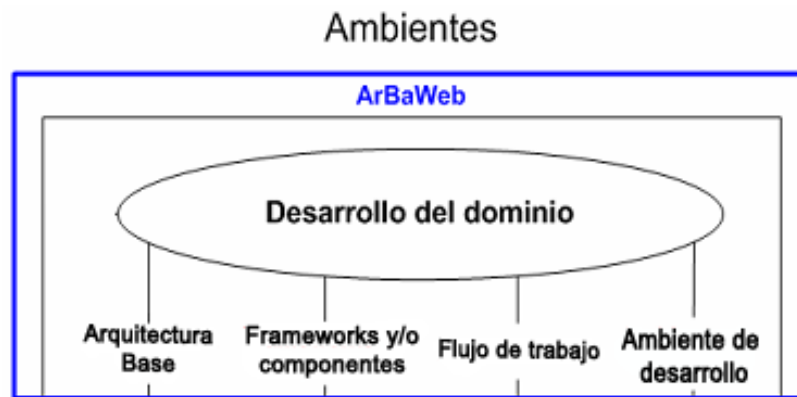 Ambientes
ArBaWeb
Desarrollo del dominio
Arquitectura
Base
Frameworks y/o
componentes
Flujo de trabajo
Ambiente de
desarrollo